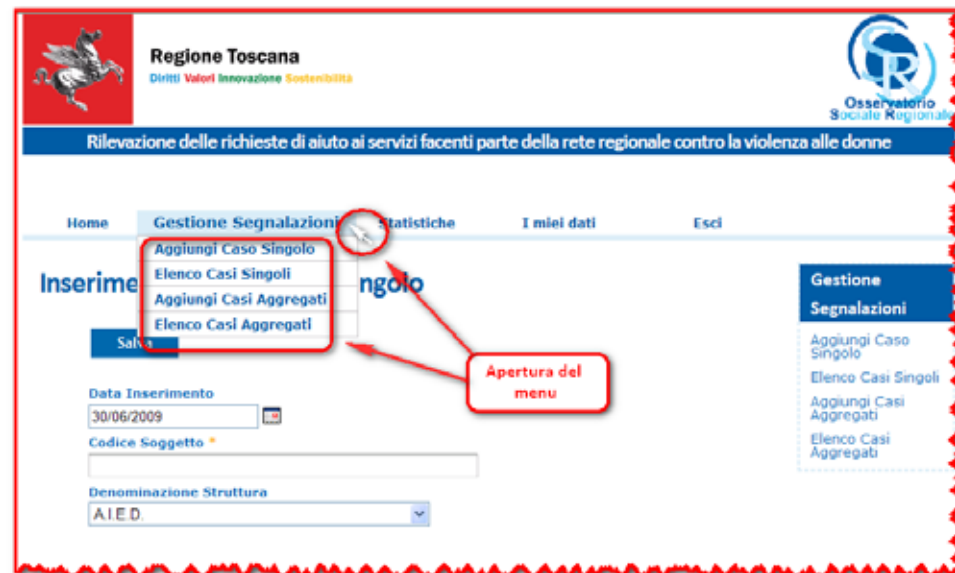 Regione Toscana
Diritti Valori Innovazione Sostenibilità
SR
Osservatorio
Sociale Regionale
Rilevazione delle richieste di aiuto ai servizi facenti parte della rete regionale contro la violenza alle donne
Home Gestione Segnalazioni Statistiche I miei dati Esci
Aggiungi Caso Singolo
Elenco Casi Singoli
Aggiungi Casi Aggregati
Elenco Casi Aggregati
Inserime ngolo
Salva
Apertura del
menu
Data Inserimento
30/06/2009
Codice Soggetto *
Denominazione Struttura
A.I.E.D.
Gestione
Segnalazioni
Aggiungi Caso
Singolo
Elenco Casi Singoli
Aggiungi Casi
Aggregati
Elenco Casi
Aggregati